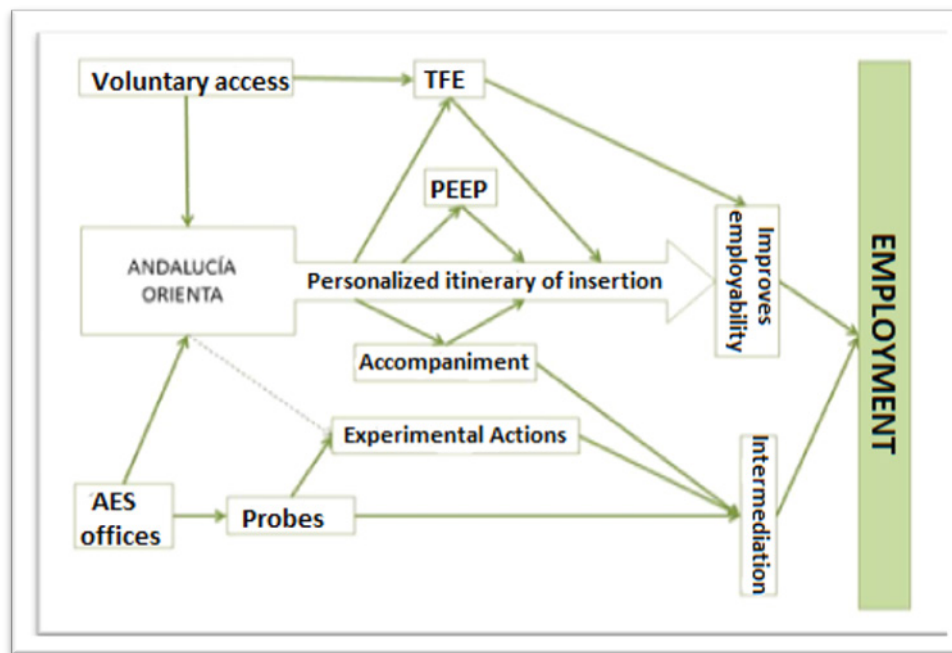 Voluntary access
TFE
PEEP
ANDALUCÍA
ORIENTA
Personalized itinerary of insertion
Improves
employability
EMPLOYMENT
Accompaniment
Experimental Actions
AES
offices
Probes
Intermediation